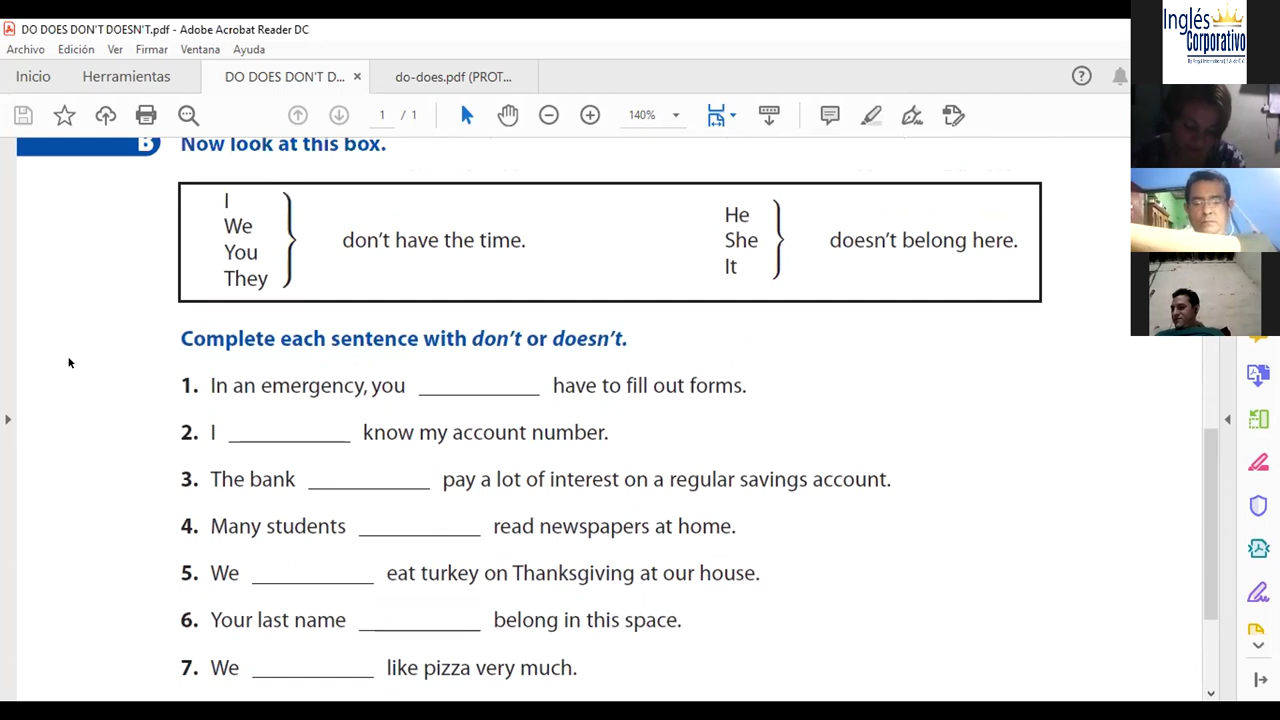 DO DOES DON'T DOESN'T.pdf - Adobe Acrobat Reader DC
Archivo Edición Ver Firmar Ventana Ayuda
Inicio Herramientas DO DOES DON'T D... × do-does.pdf (PROT...
1 / 1 140%
B Now look at this box.
I
We
You
They
don't have the time.
He
She
It
doesn't belong here.
Complete each sentence with don't or doesn't.
1. In an emergency, you ____________ have to fill out forms.
2. I ____________ know my account number.
3. The bank ____________ pay a lot of interest on a regular savings account.
4. Many students ____________ read newspapers at home.
5. We ____________ eat turkey on Thanksgiving at our house.
6. Your last name ____________ belong in this space.
7. We ____________ like pizza very much.
Inglés
Corporativo